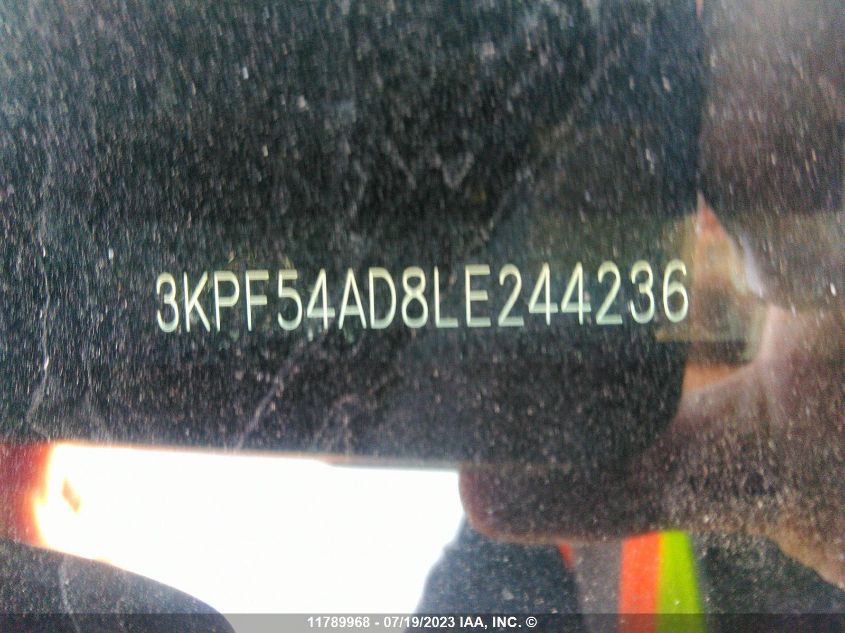 3KPF54AD8LE244236
11789968 - 07/19/2023 IAA, INC. ©